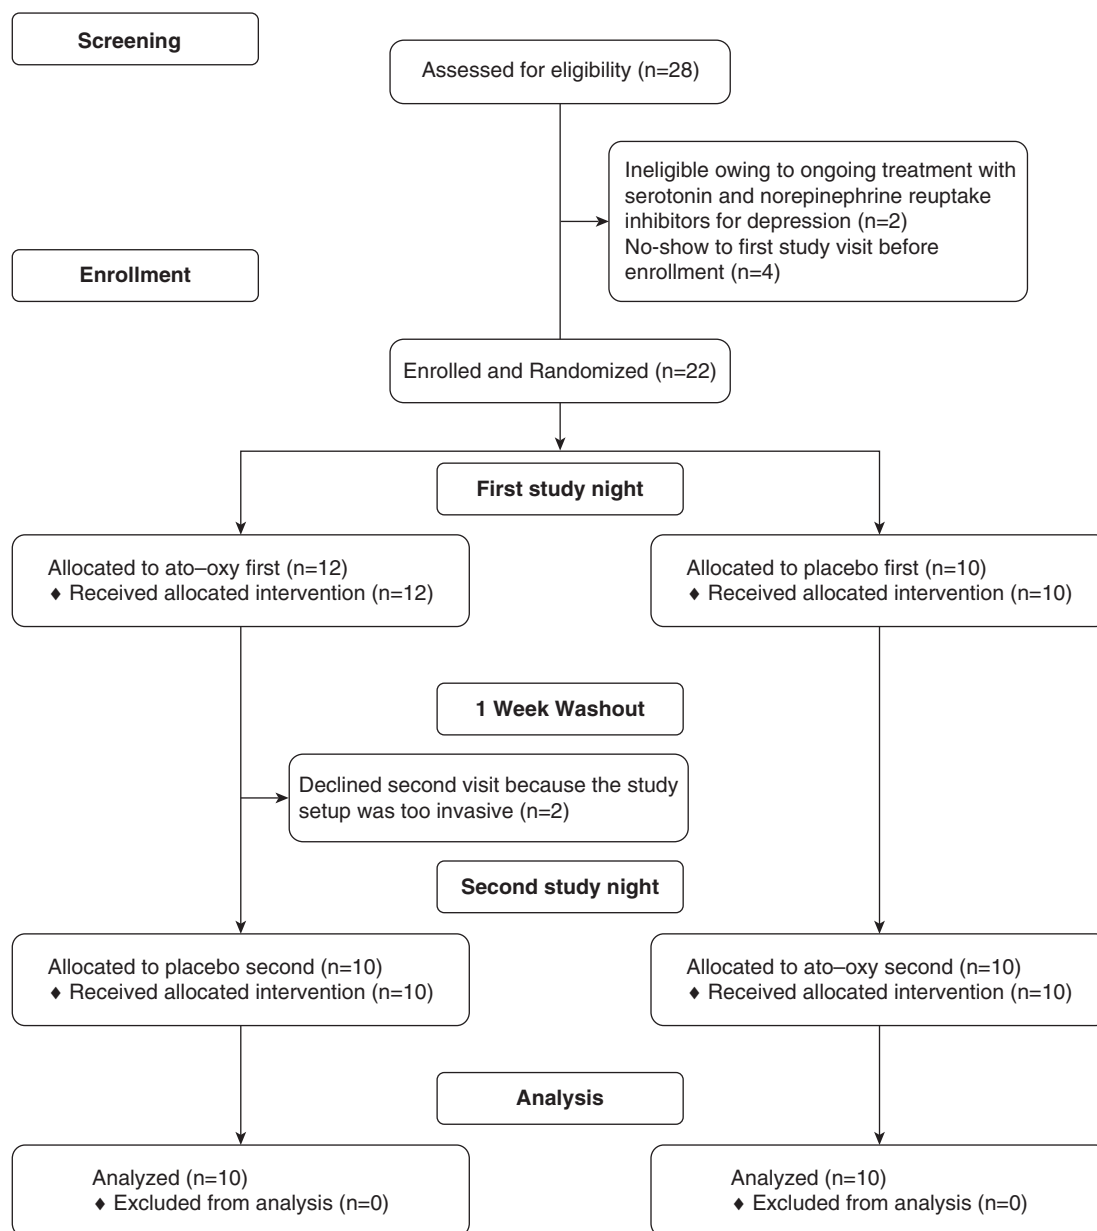 Screening
Assessed for eligibility (n=28)
Ineligible owing to ongoing treatment with
serotonin and norepinephrine reuptake
inhibitors for depression (n=2)
No-show to first study visit before
enrollment (n=4)
Enrollment
Enrolled and Randomized (n=22)
First study night
Allocated to ato–oxy first (n=12)
♦ Received allocated intervention (n=12)
Allocated to placebo first (n=10)
♦ Received allocated intervention (n=10)
1 Week Washout
Declined second visit because the study
setup was too invasive (n=2)
Second study night
Allocated to placebo second (n=10)
♦ Received allocated intervention (n=10)
Allocated to ato–oxy second (n=10)
♦ Received allocated intervention (n=10)
Analysis
Analyzed (n=10)
♦ Excluded from analysis (n=0)
Analyzed (n=10)
♦ Excluded from analysis (n=0)